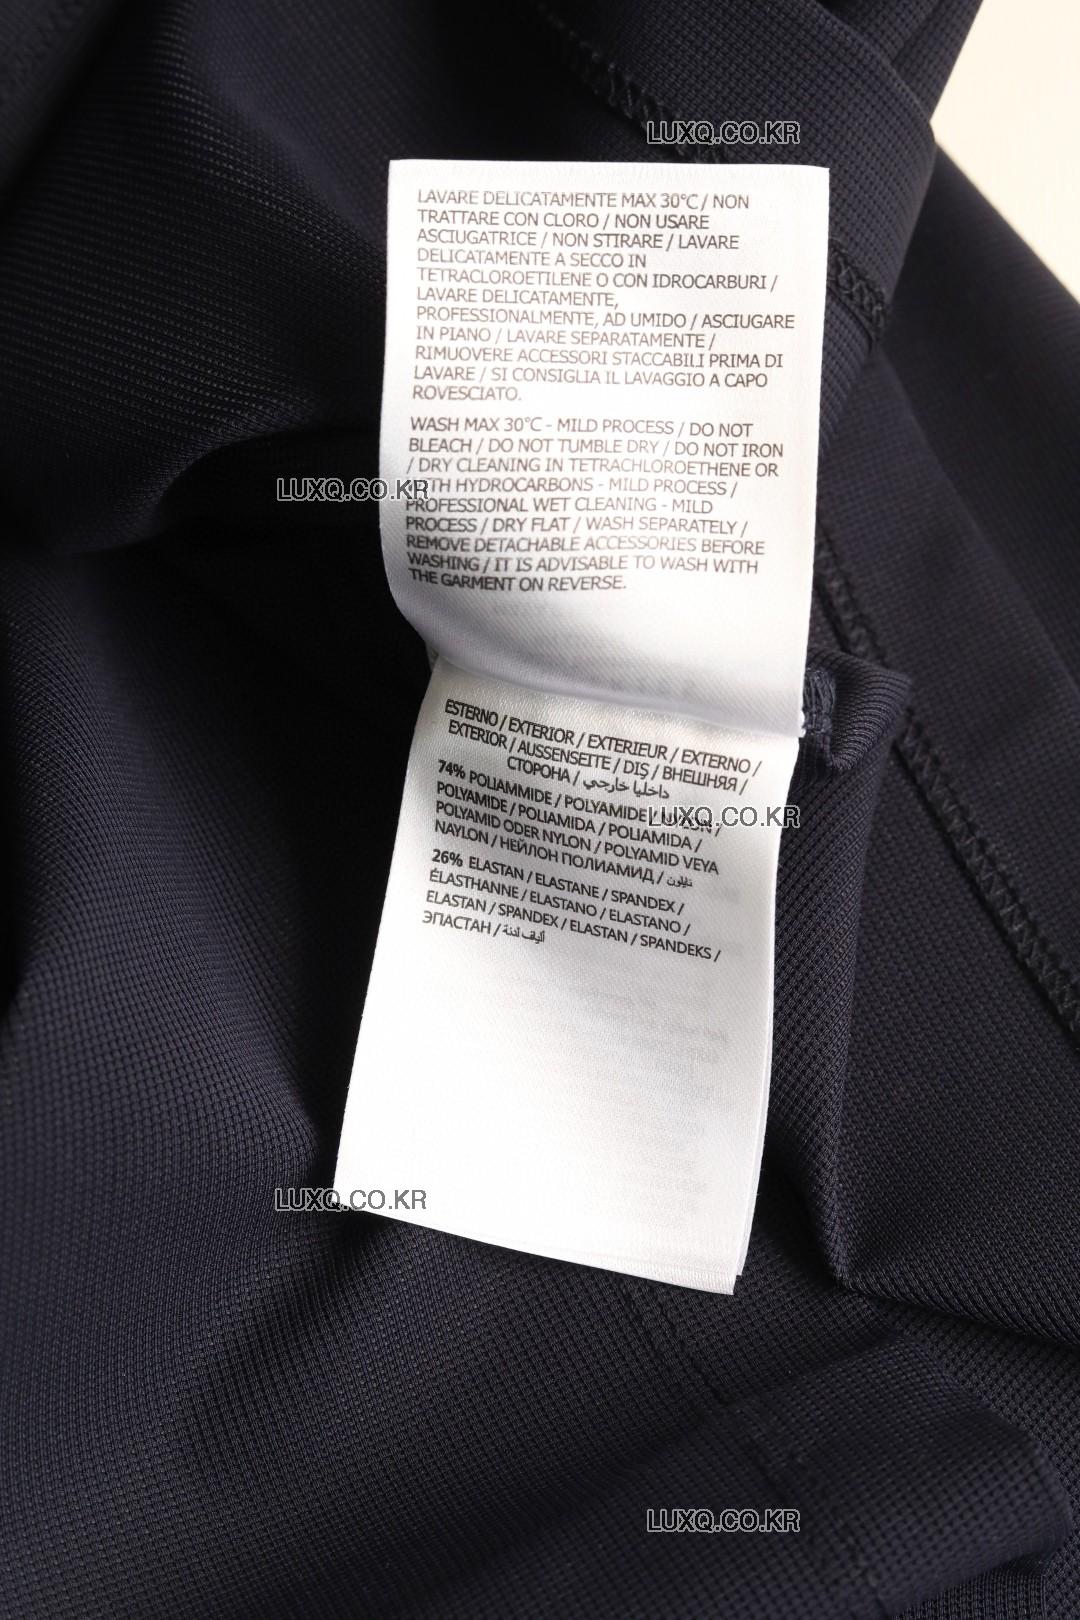 LUXQ.CO.KR
LAVARE DELICATAMENTE MAX 30°C / NON
TRATTARE CON CLORO / NON USARE
ASCIUGATRICE / NON STIRARE / LAVARE
DELICATAMENTE A SECCO IN
TETRACLOROETILENE O CON IDROCARBURI /
LAVARE DELICATAMENTE,
PROFESSIONALMENTE, AD UMIDO / ASCIUGARE
IN PIANO / LAVARE SEPARATAMENTE /
RIMUOVERE ACCESSORI STACCABILI PRIMA DI
LAVARE / SI CONSIGLIA IL LAVAGGIO A CAPO
ROVESCIATO.
WASH MAX 30°C - MILD PROCESS / DO NOT
BLEACH / DO NOT TUMBLE DRY / DO NOT IRON
/ DRY CLEANING IN TETRACHLOROETHENE OR
LUXQ.CO.KR
HYDROCARBONS - MILD PROCESS /
PROFESSIONAL WET CLEANING - MILD
PROCESS / DRY FLAT / WASH SEPARATELY /
REMOVE DETACHABLE ACCESSORIES BEFORE
WASHING / IT IS ADVISABLE TO WASH WITH
THE GARMENT ON REVERSE.
ESTERNO / EXTERIOR / EXTERIEUR / EXTERNO /
EXTERIOR / AUSSENSEITE / DIŞ / ВНЕШНЯЯ /
СТОРОНА / داخليا خارجي
74% POLIAMMIDE / POLYAMIDE /
LUXQ.CO.KR
POLYAMIDE / POLIAMIDA / POLIAMIDA /
POLYAMID ODER NYLON / POLYAMID VEYA
NAYLON / НЕЙЛОН ПОЛИАМИД /
26% ELASTAN / ELASTANE / SPANDEX /
ÉLASTHANNE / ELASTANO / ELASTANO /
ELASTAN / SPANDEX / ELASTAN / SPANDEKS /
ЭПАСТАН /
LUXQ.CO.KR
LUXQ.CO.KR